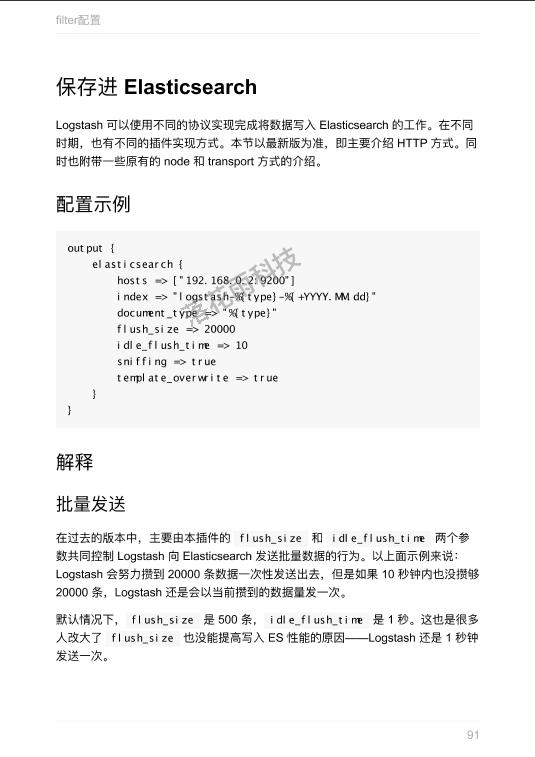 filter配置
保存进 Elasticsearch
Logstash 可以使用不同的协议实现完成将数据写入 Elasticsearch 的工作。在不同
时期，也有不同的插件实现方式。本节以最新版为准，即主要介绍 HTTP 方式。同
时也附带一些原有的 node 和 transport 方式的介绍。
配置示例
output {
    elasticsearch {
        hosts => ["192.168.0.2:9200"]
        index => "logstash-%{type}-%{+YYYY.MM.dd}"
        document_type => "%{type}"
        flush_size => 20000
        idle_flush_time => 10
        sniffing => true
        template_overwrite => true
    }
}
落花雨科技
解释
批量发送
在过去的版本中，主要由本插件的 flush_size 和 idle_flush_time 两个参
数共同控制 Logstash 向 Elasticsearch 发送批量数据的行为。以上面示例来说：
Logstash 会努力攒到 20000 条数据一次性发送出去，但是如果 10 秒钟内也没攒够
20000 条，Logstash 还是会以当前攒到的数据量发一次。
默认情况下， flush_size 是 500 条， idle_flush_time 是 1 秒。这也是很多
人改大了 flush_size 也没能提高写入 ES 性能的原因——Logstash 还是 1 秒钟
发送一次。
91